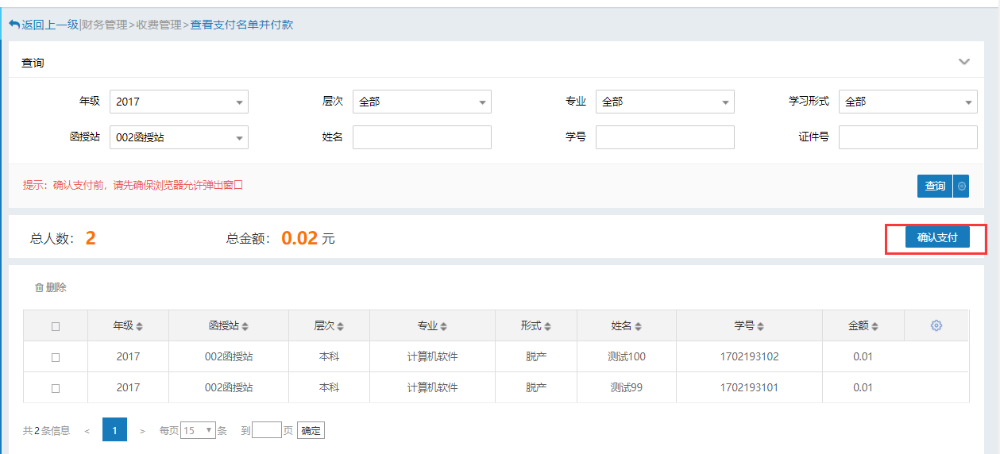 返回上一级|财务管理>收费管理>查看支付名单并付款
查询
年级 2017 层次 全部 专业 全部 学习形式 全部
函授站 002函授站 姓名 学号 证件号
提示：确认支付前，请先确保浏览器允许弹出窗口 查询
总人数： 2 总金额： 0.02 元 确认支付
删除
年级 函授站 层次 专业 形式 姓名 学号 金额
2017 002函授站 本科 计算机软件 脱产 测试100 1702193102 0.01
2017 002函授站 本科 计算机软件 脱产 测试99 1702193101 0.01
共2条信息 < 1 > 每页 15 条 到 页 确定